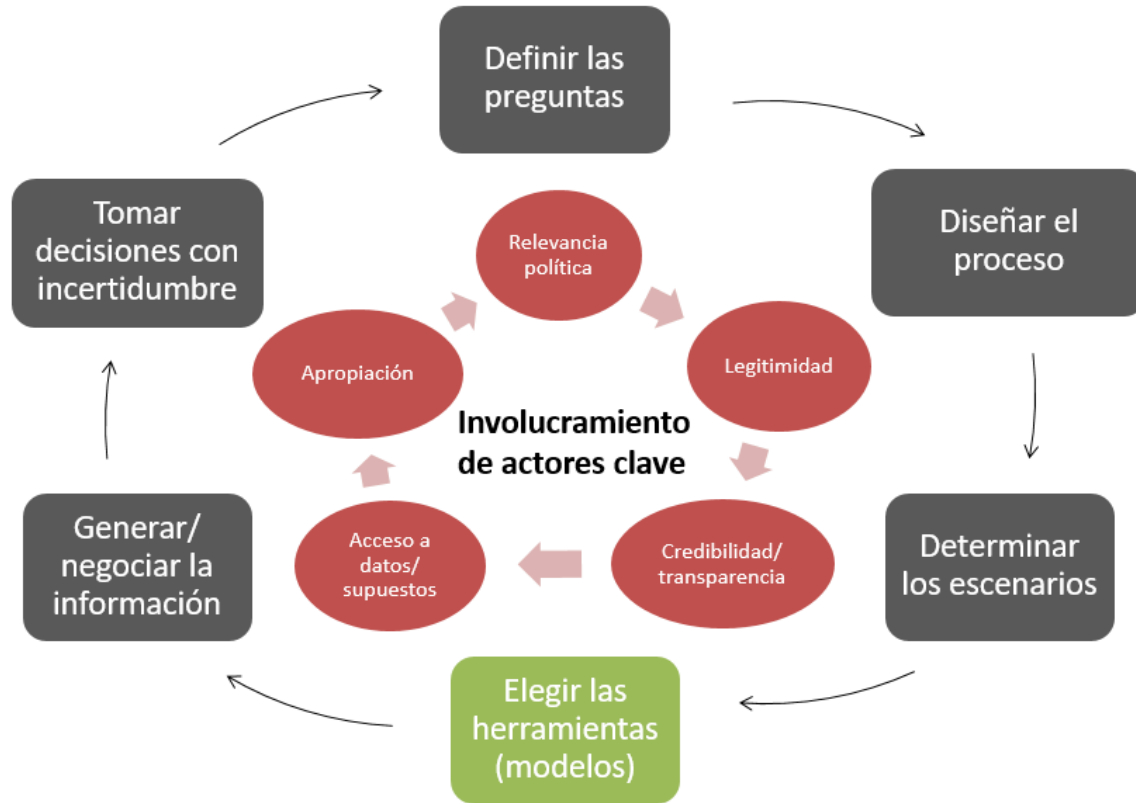 Definir las
preguntas
Diseñar el
proceso
Determinar
los escenarios
Elegir las
herramientas
(modelos)
Generar/
negociar la
información
Tomar
decisiones con
incertidumbre
Relevancia
política
Legitimidad
Credibilidad/
transparencia
Acceso a
datos/
supuestos
Apropiación
Involucramiento
de actores clave